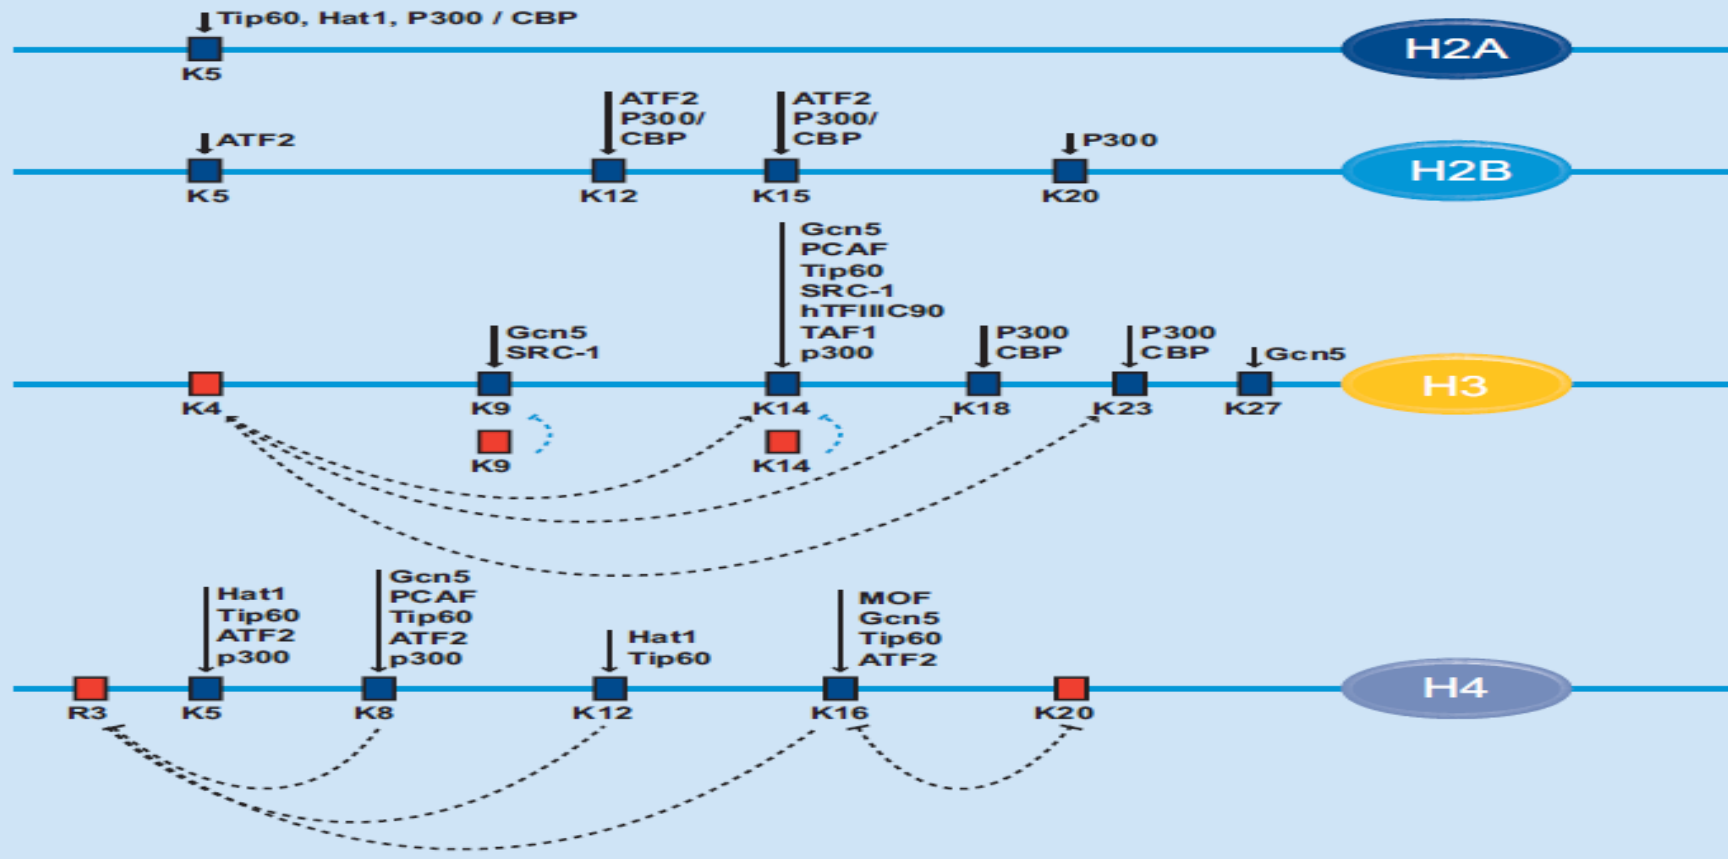 Tip60, Hat1, P300 / CBP
H2A
K5
ATF2
P300/
CBP
ATF2
P300/
CBP
ATF2
P300
H2B
K5
K12
K15
K20
Gcn5
PCAF
Tip60
SRC-1
hTFIIIC90
TAF1
p300
Gcn5
SRC-1
P300
CBP
P300
CBP
Gcn5
H3
K4
K9
K14
K18
K23
K27
K9
K14
Hat1
Tip60
ATF2
p300
Gcn5
PCAF
Tip60
ATF2
p300
Hat1
Tip60
MOF
Gcn5
Tip60
ATF2
H4
R3
K5
K8
K12
K16
K20